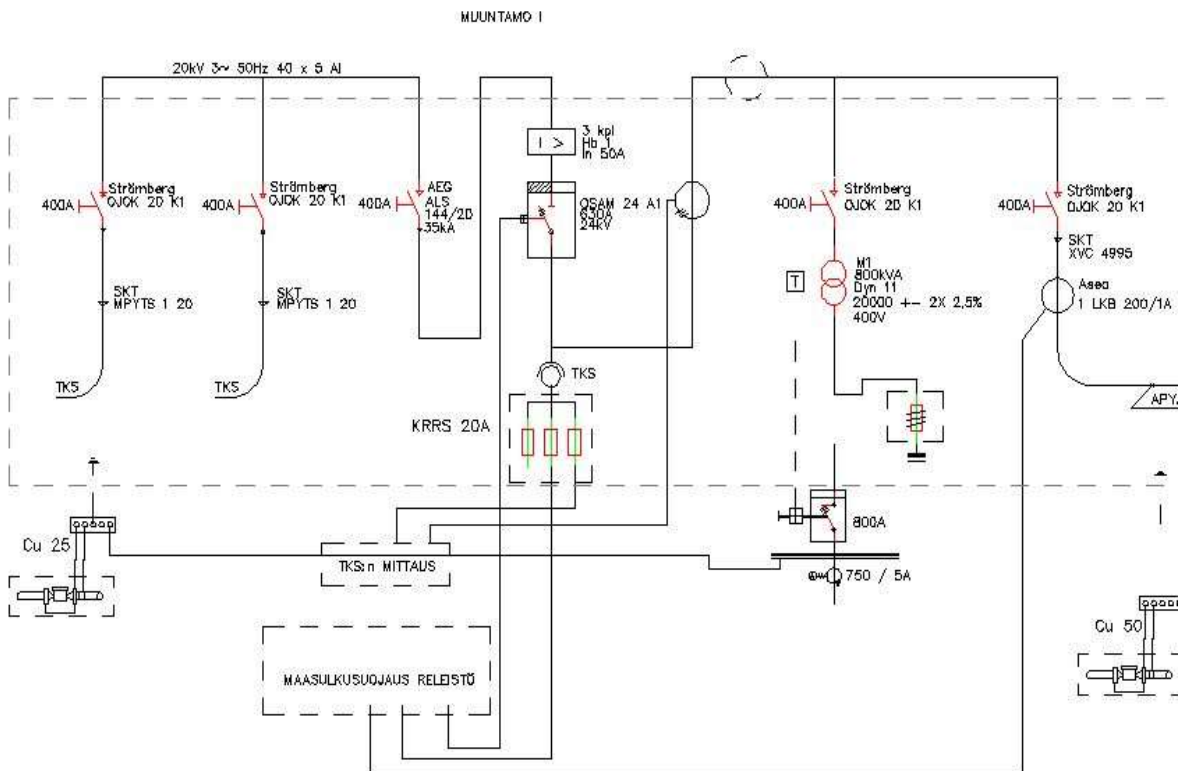 MUUNTAMO I
20kV 3~ 50Hz 40 x 5 Al
3 kpl
Hb 1
In 50A
I >
400A
Strömberg
OJOK 20 K1
400A
Strömberg
OJOK 20 K1
400A
AEG
ALS
144/20
35kA
OSAM 24 A1
630A
24kV
400A
Strömberg
OJOK 20 K1
400A
Strömberg
OJOK 20 K1
SKT
XVC 4995
SKT
MPYTS 1 20
SKT
MPYTS 1 20
T
M1
800kVA
Dyn 11
20000 +- 2X 2,5%
400V
Asea
1 LKB 200/1A
TKS
TKS
TKS
APYA
KRRS 20A
800A
Cu 25
TKS:n MITTAUS
750 / 5A
Cu 50
MAASULKUSUOJAUS RELEISTÖ